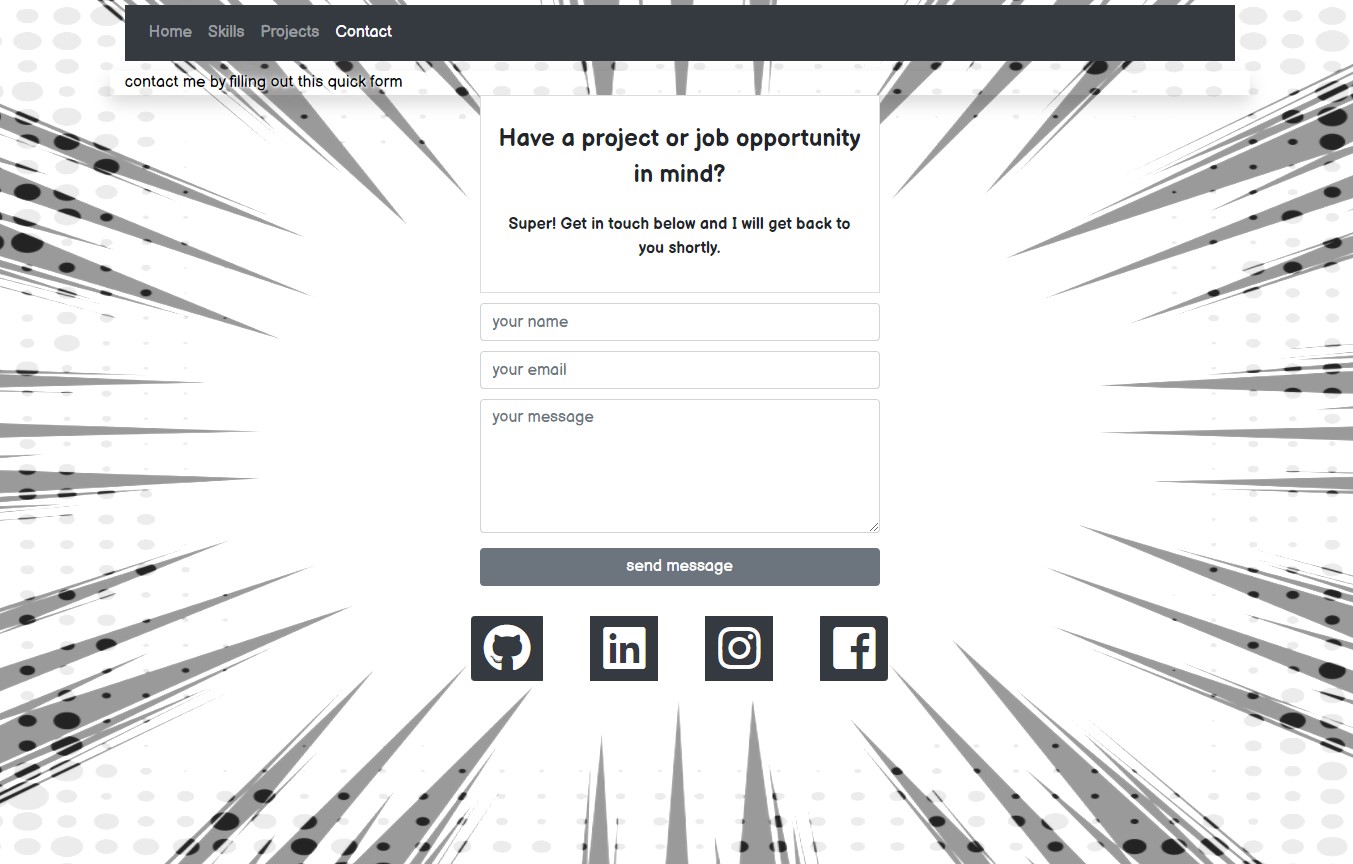 Home Skills Projects Contact
contact me by filling out this quick form
Have a project or job opportunity
in mind?
Super! Get in touch below and I will get back to
you shortly.
your name
your email
your message
send message
in